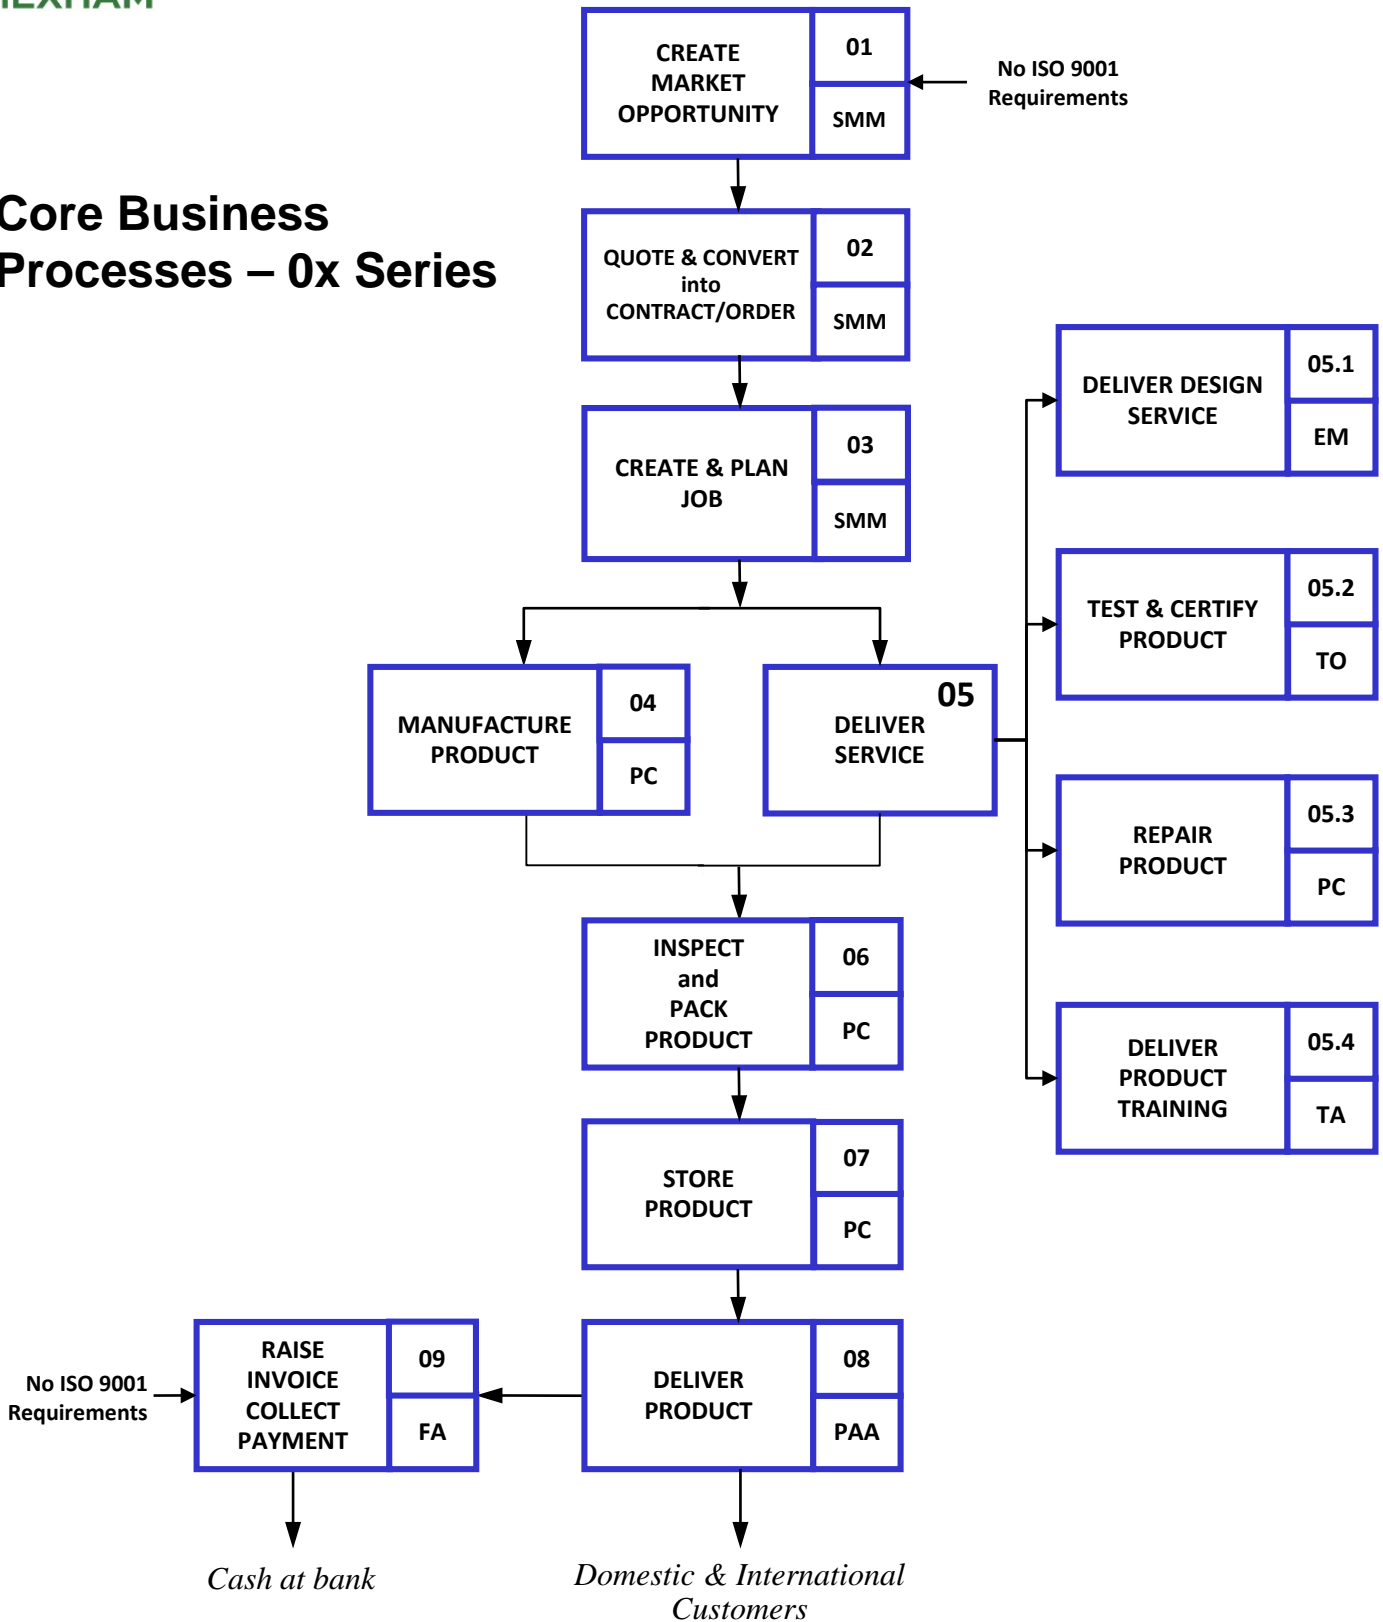 CREATE
MARKET
OPPORTUNITY
01
SMM
No ISO 9001
Requirements
Core Business
Processes – 0x Series
QUOTE & CONVERT
into
CONTRACT/ORDER
02
SMM
CREATE & PLAN
JOB
03
SMM
DELIVER DESIGN
SERVICE
05.1
EM
TEST & CERTIFY
PRODUCT
05.2
TO
MANUFACTURE
PRODUCT
04
PC
05
DELIVER
SERVICE
REPAIR
PRODUCT
05.3
PC
INSPECT
and
PACK
PRODUCT
06
PC
DELIVER
PRODUCT
TRAINING
05.4
TA
STORE
PRODUCT
07
PC
No ISO 9001
Requirements
RAISE
INVOICE
COLLECT
PAYMENT
09
FA
DELIVER
PRODUCT
08
PAA
Cash at bank
Domestic & International
Customers